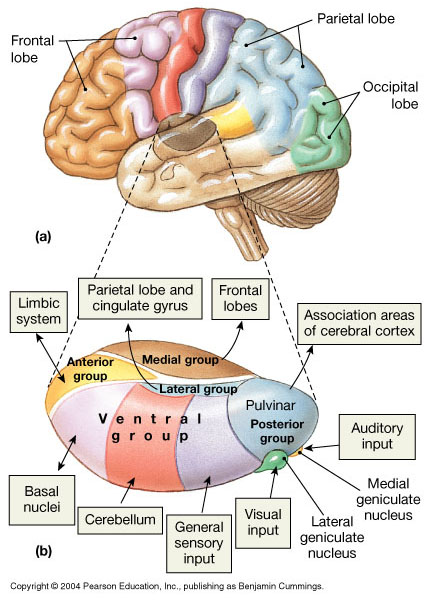 Frontal
lobe
Parietal lobe
Occipital
lobe
(a)
Limbic
system
Parietal lobe and
cingulate gyrus
Frontal
lobes
Association areas
of cerebral cortex
Anterior
group
Medial group
Lateral group
Ventral
group
Pulvinar
Posterior
group
Auditory
input
Medial
geniculate
nucleus
Basal
nuclei
Cerebellum
General
sensory
input
Visual
input
Lateral
geniculate
nucleus
(b)
Copyright © 2004 Pearson Education, Inc., publishing as Benjamin Cummings.